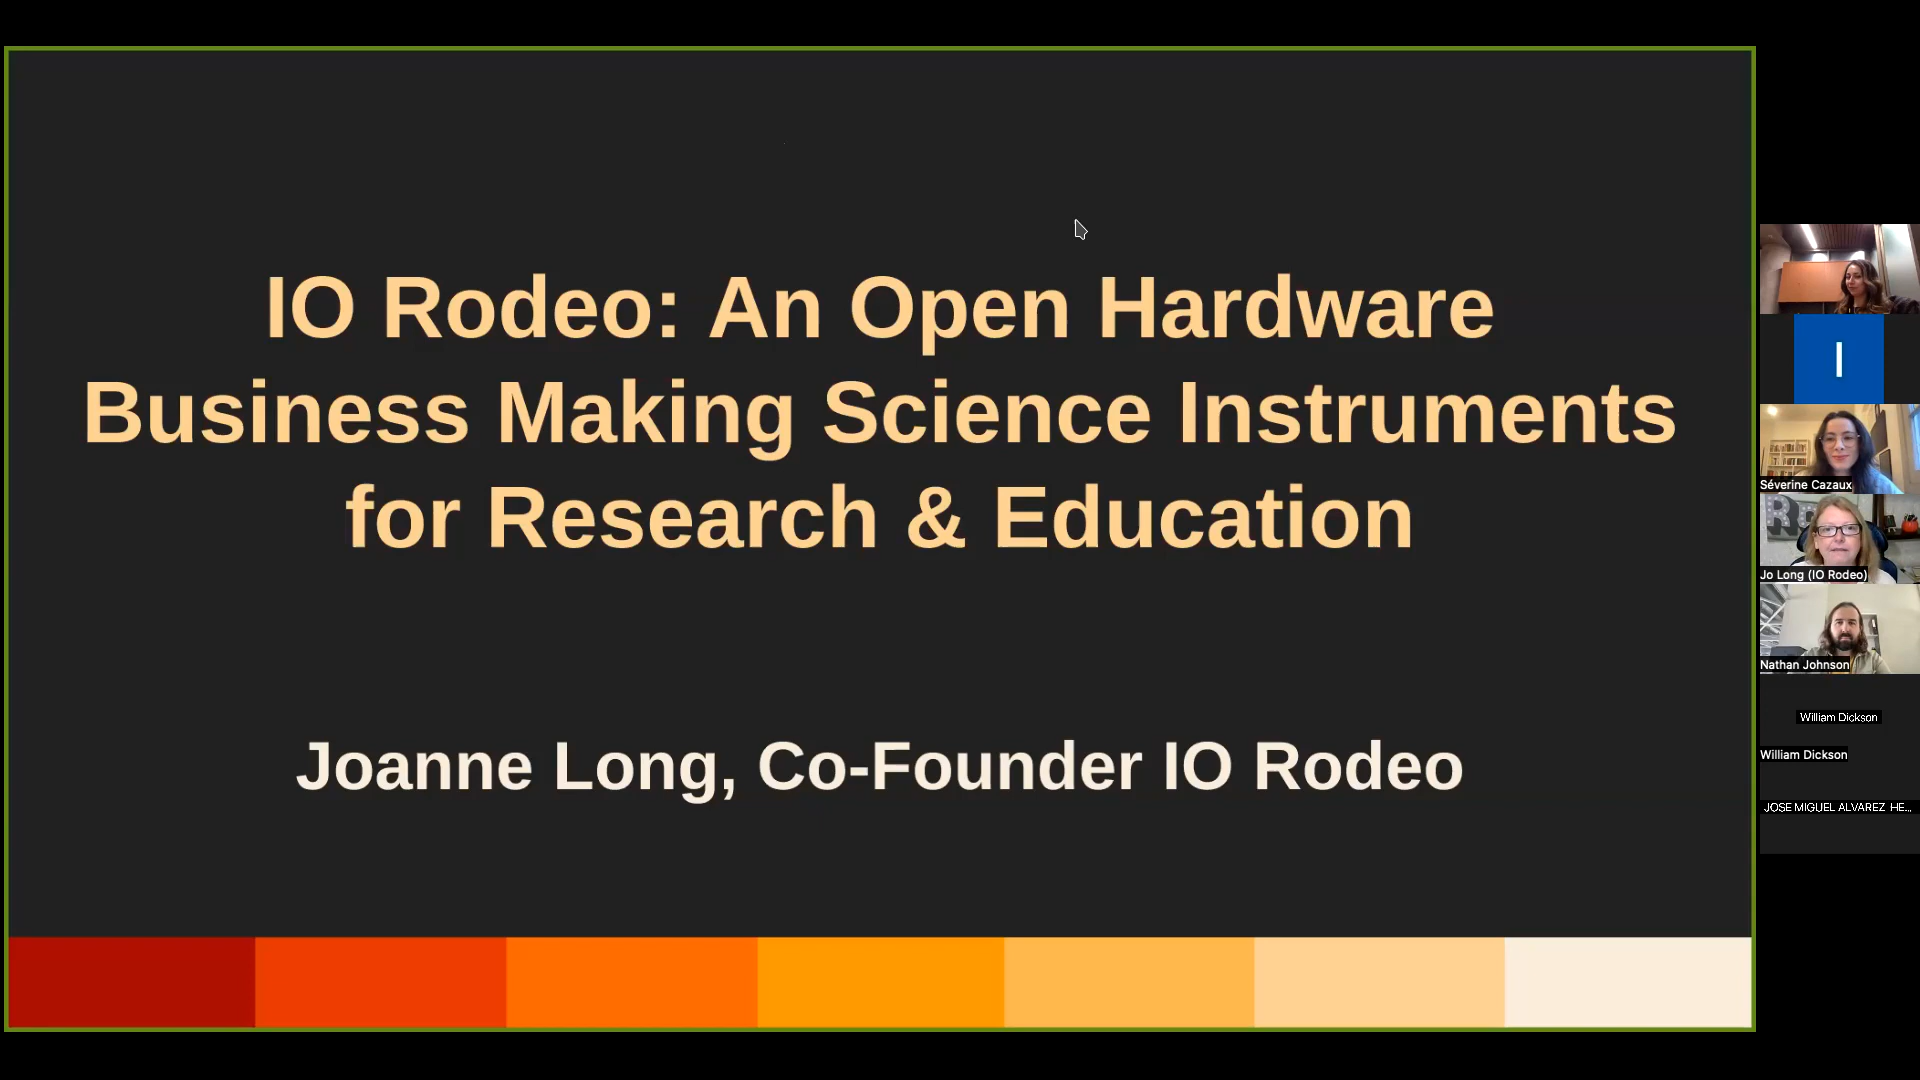 IO Rodeo: An Open Hardware
Business Making Science Instruments
for Research & Education
Joanne Long, Co-Founder IO Rodeo
I
Séverine Cazaux
Jo Long (IO Rodeo)
Nathan Johnson
William Dickson
William Dickson
JOSE MIGUEL ALVAREZ HE...